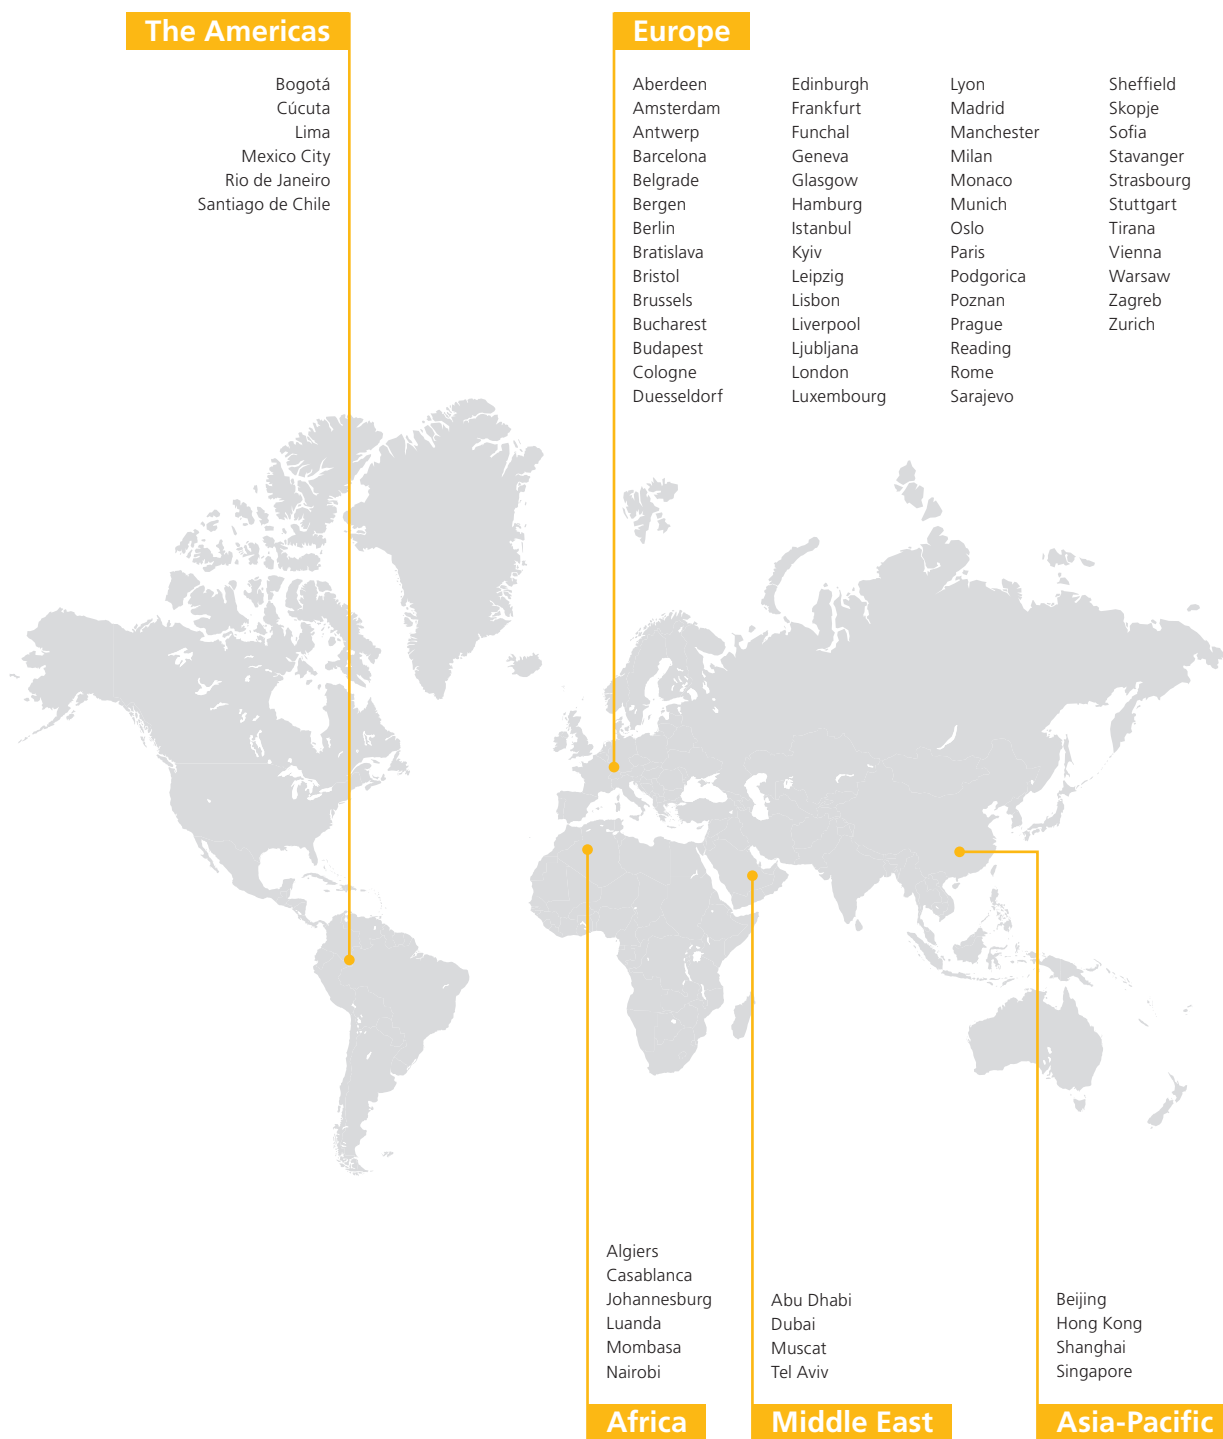 The Americas
Bogotá
Cúcuta
Lima
Mexico City
Rio de Janeiro
Santiago de Chile
Europe
Aberdeen
Amsterdam
Antwerp
Barcelona
Belgrade
Bergen
Berlin
Bratislava
Bristol
Brussels
Bucharest
Budapest
Cologne
Duesseldorf
Edinburgh
Frankfurt
Funchal
Geneva
Glasgow
Hamburg
Istanbul
Kyiv
Leipzig
Lisbon
Liverpool
Ljubljana
London
Luxembourg
Lyon
Madrid
Manchester
Milan
Monaco
Munich
Oslo
Paris
Podgorica
Poznan
Prague
Reading
Rome
Sarajevo
Sheffield
Skopje
Sofia
Stavanger
Strasbourg
Stuttgart
Tirana
Vienna
Warsaw
Zagreb
Zurich
Algiers
Casablanca
Johannesburg
Luanda
Mombasa
Nairobi
Africa
Abu Dhabi
Dubai
Muscat
Tel Aviv
Middle East
Beijing
Hong Kong
Shanghai
Singapore
Asia-Pacific